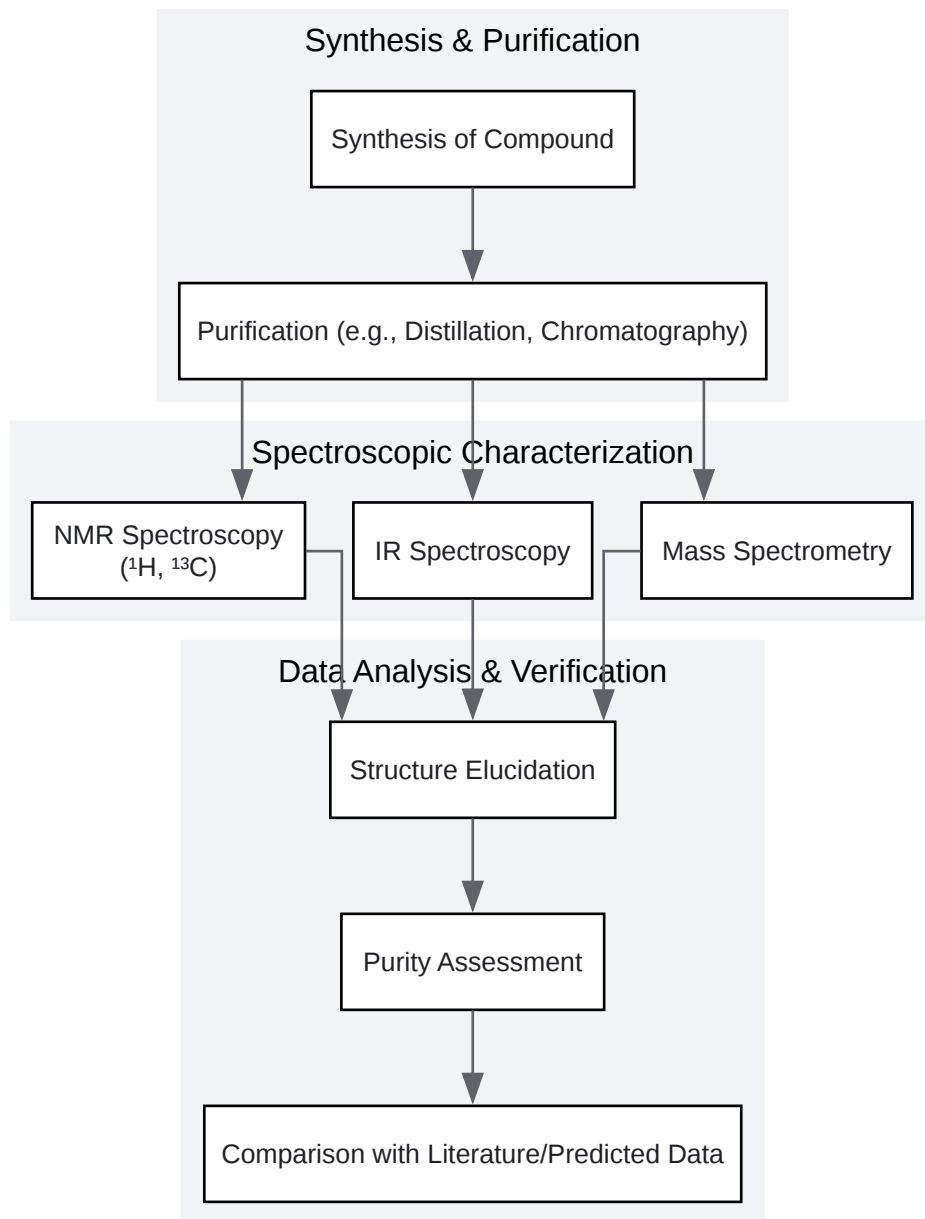 Synthesis & Purification
Synthesis of Compound
Purification (e.g., Distillation, Chromatography)
Spectroscopic Characterization
NMR Spectroscopy
(¹H, ¹³C)
IR Spectroscopy
Mass Spectrometry
Data Analysis & Verification
Structure Elucidation
Purity Assessment
Comparison with Literature/Predicted Data